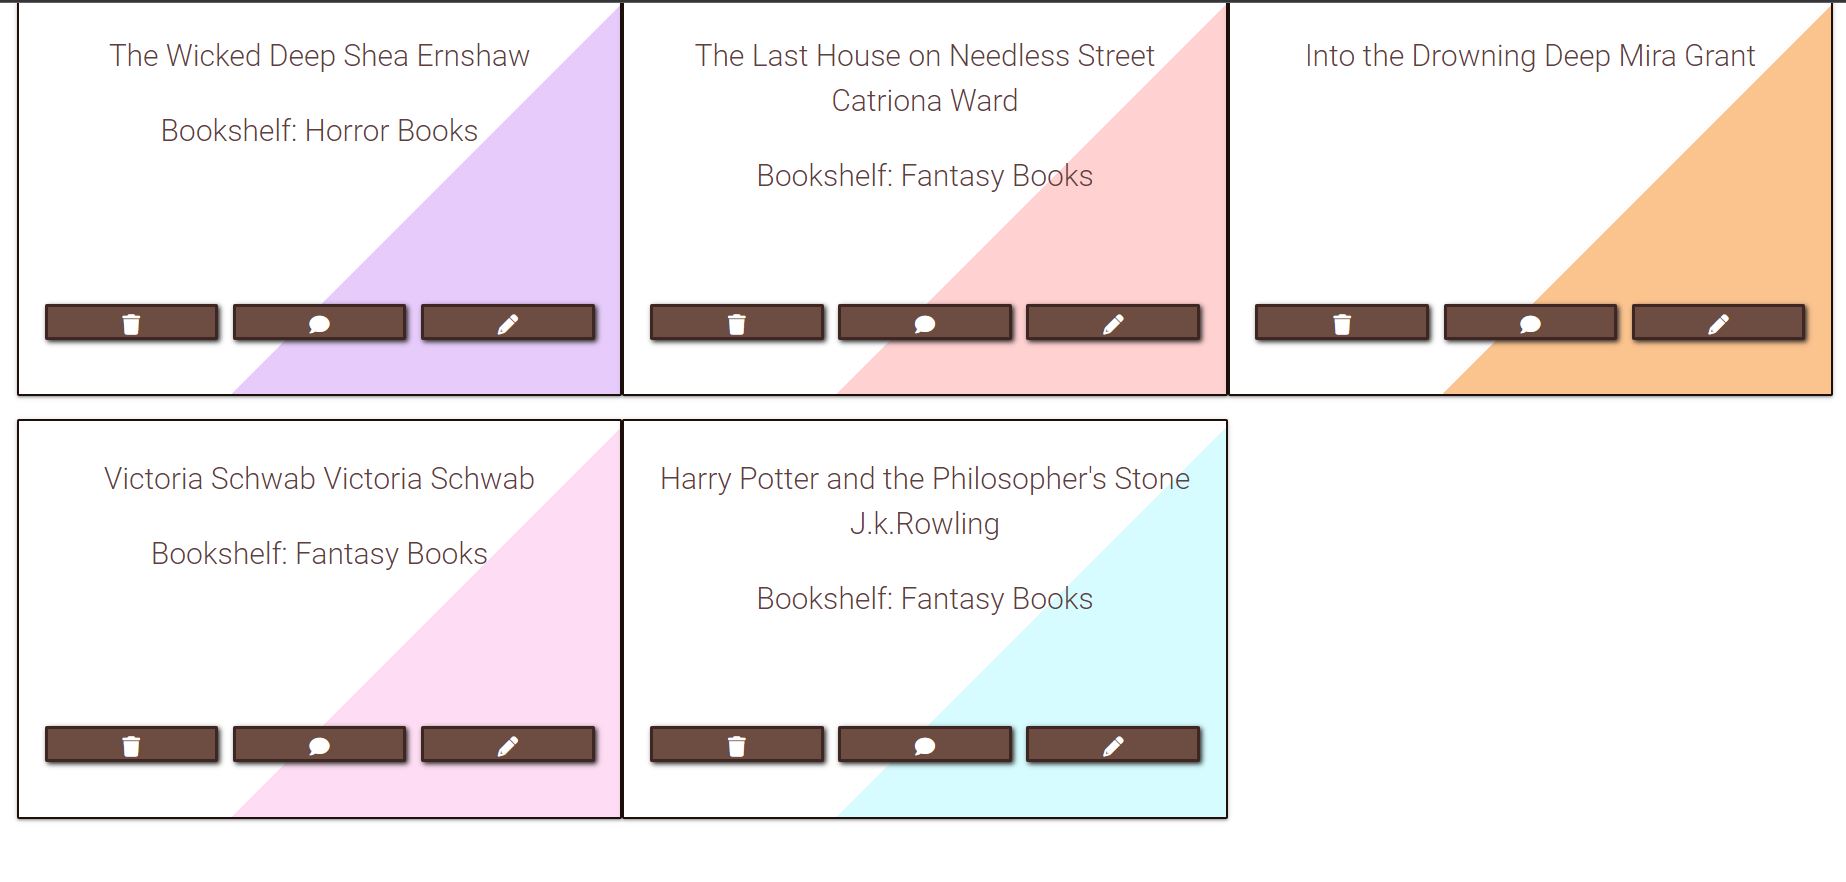 The Wicked Deep Shea Ernshaw
Bookshelf: Horror Books
The Last House on Needless Street
Catriona Ward
Bookshelf: Fantasy Books
Into the Drowning Deep Mira Grant
Victoria Schwab Victoria Schwab
Bookshelf: Fantasy Books
Harry Potter and the Philosopher's Stone
J.k.Rowling
Bookshelf: Fantasy Books